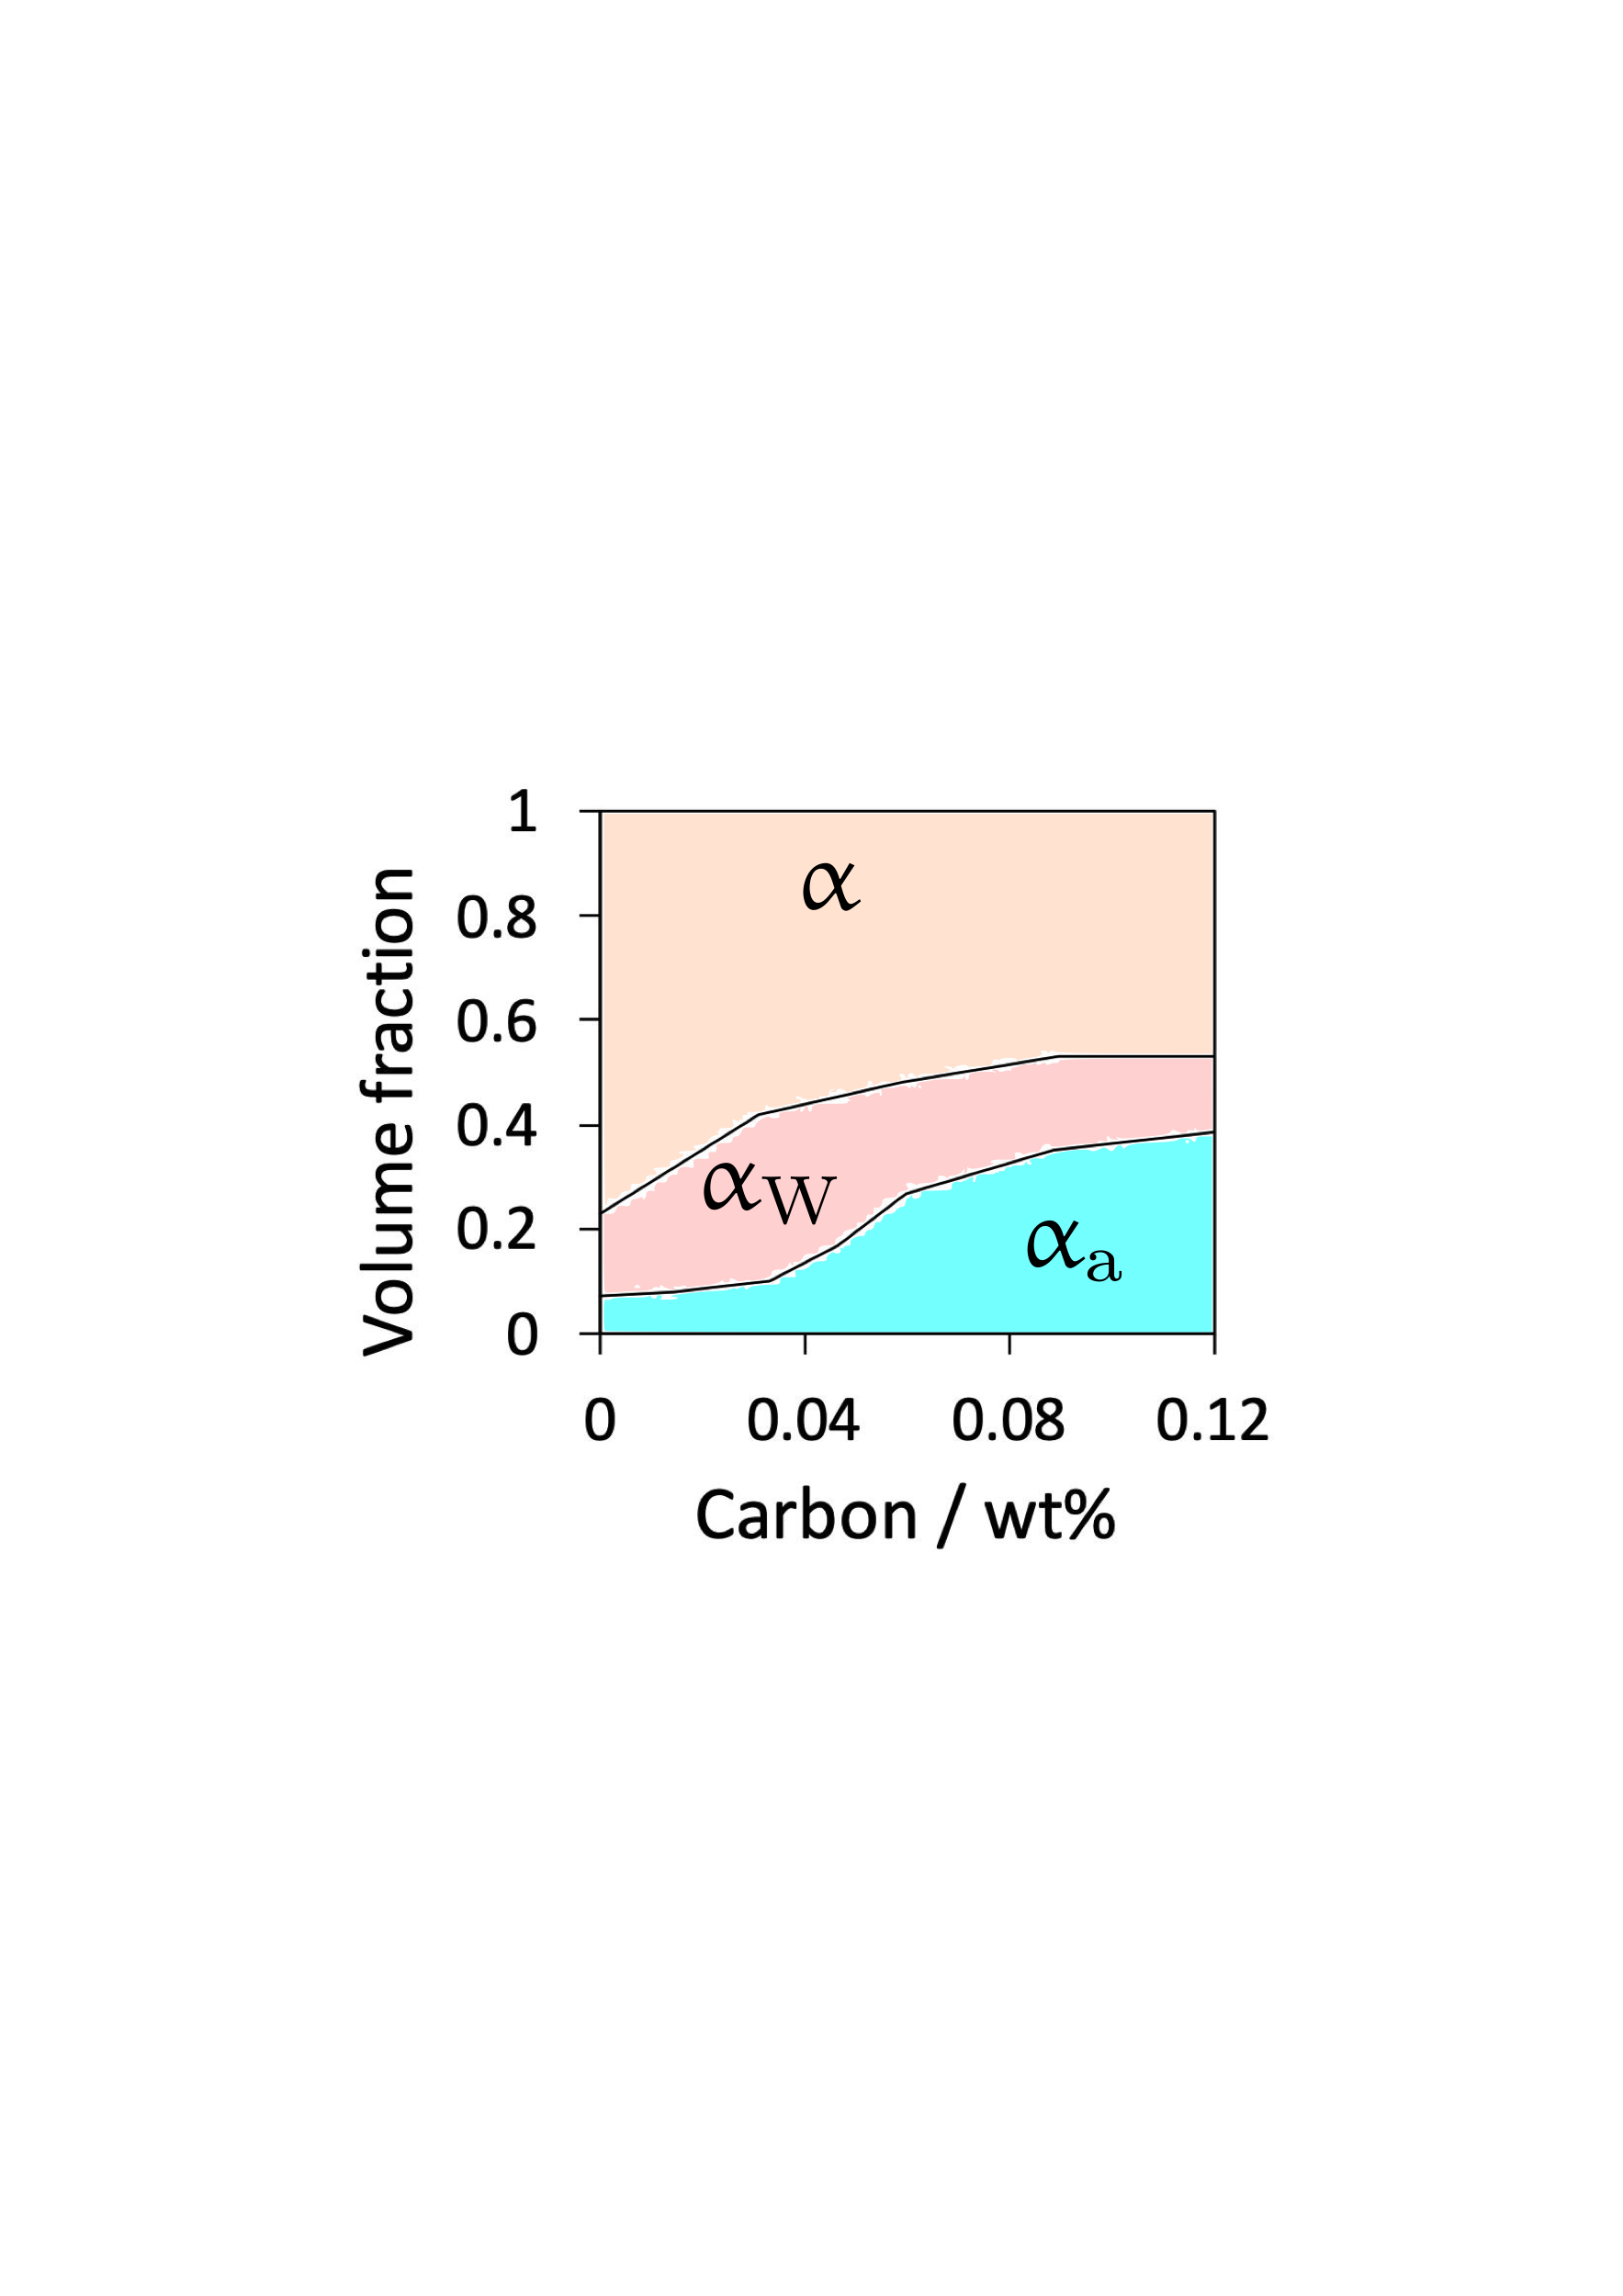 1
0.8
0.6
0.4
0.2
0
Volume fraction
α
αW
αa
0 0.04 0.08 0.12
Carbon / wt%